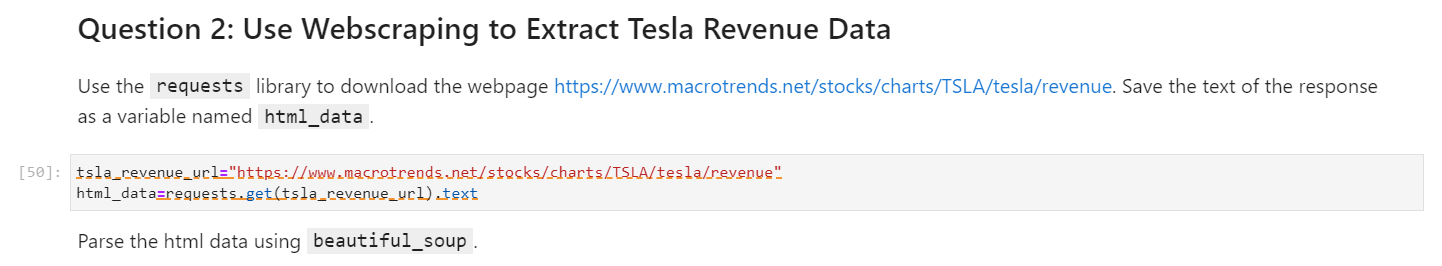 Question 2: Use Webscraping to Extract Tesla Revenue Data
Use the requests library to download the webpage https://www.macrotrends.net/stocks/charts/TSLA/tesla/revenue. Save the text of the response
as a variable named html_data.
[50]: tsla_revenue_url="https://www.macrotrends.net/stocks/charts/TSLA/tesla/revenue"
html_data=requests.get(tsla_revenue_url).text
Parse the html data using beautiful_soup.